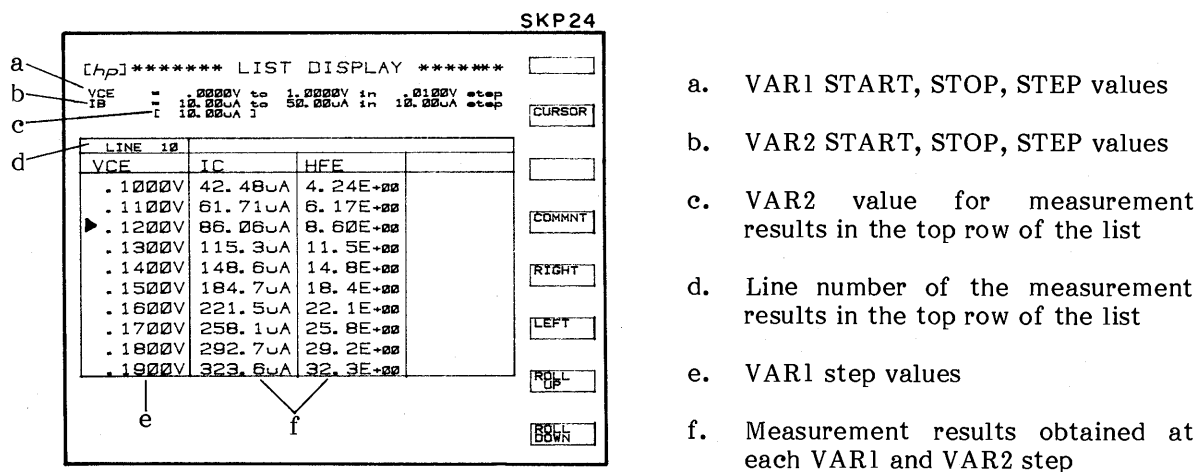 SKP24
[hp]******* LIST DISPLAY *******
VCE = .0000V to 1.0000V in .0100V step
IB = 10.00uA to 50.00uA in 10.00uA step
[ 10.00uA ]
LINE 10
VCE IC HFE
.1000V 42.48uA 4.24E+00
.1100V 61.71uA 6.17E+00
.1200V 86.06uA 8.60E+00
.1300V 115.3uA 11.5E+00
.1400V 148.6uA 14.8E+00
.1500V 184.7uA 18.4E+00
.1600V 221.5uA 22.1E+00
.1700V 258.1uA 25.8E+00
.1800V 292.7uA 29.2E+00
.1900V 323.6uA 32.3E+00
CURSOR
COMMNT
RIGHT
LEFT
ROLL
UP
ROLL
DOWN
a
b
c
d
e
f
a. VAR1 START, STOP, STEP values
b. VAR2 START, STOP, STEP values
c. VAR2 value for measurement
results in the top row of the list
d. Line number of the measurement
results in the top row of the list
e. VAR1 step values
f. Measurement results obtained at
each VAR1 and VAR2 step